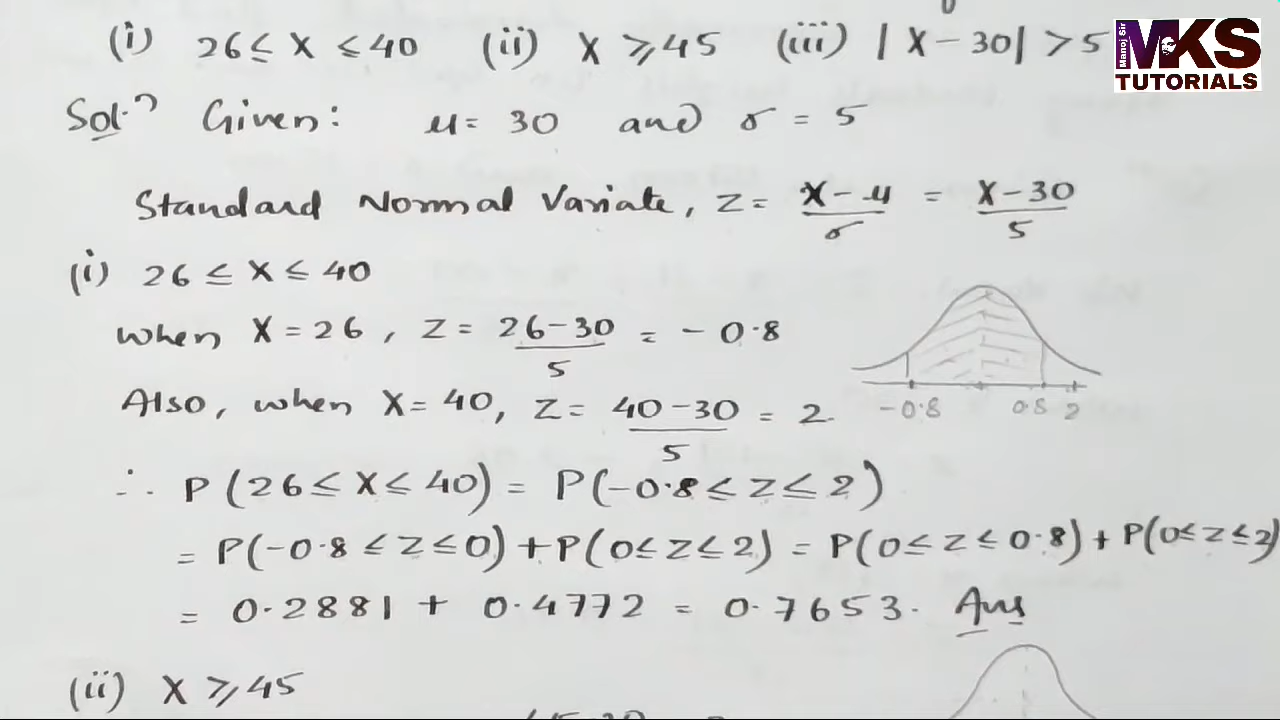 (i) 26 ≤ X ≤ 40 (ii) X ≥ 45 (iii) |X - 30| > 5
Manoj Sir
MKS
TUTORIALS
Sol.ⁿ Given: μ = 30 and σ = 5
Standard Normal Variate, Z = (X - μ)/σ = (X - 30)/5
(i) 26 ≤ X ≤ 40
when X = 26, Z = (26 - 30)/5 = - 0.8
Also, when X = 40, Z = (40 - 30)/5 = 2
-0.8 0.8 2
∴ P(26 ≤ X ≤ 40) = P(-0.8 ≤ Z ≤ 2)
= P(-0.8 ≤ Z ≤ 0) + P(0 ≤ Z ≤ 2) = P(0 ≤ Z ≤ 0.8) + P(0 ≤ Z ≤ 2)
= 0.2881 + 0.4772 = 0.7653. Ans
(ii) X ≥ 45